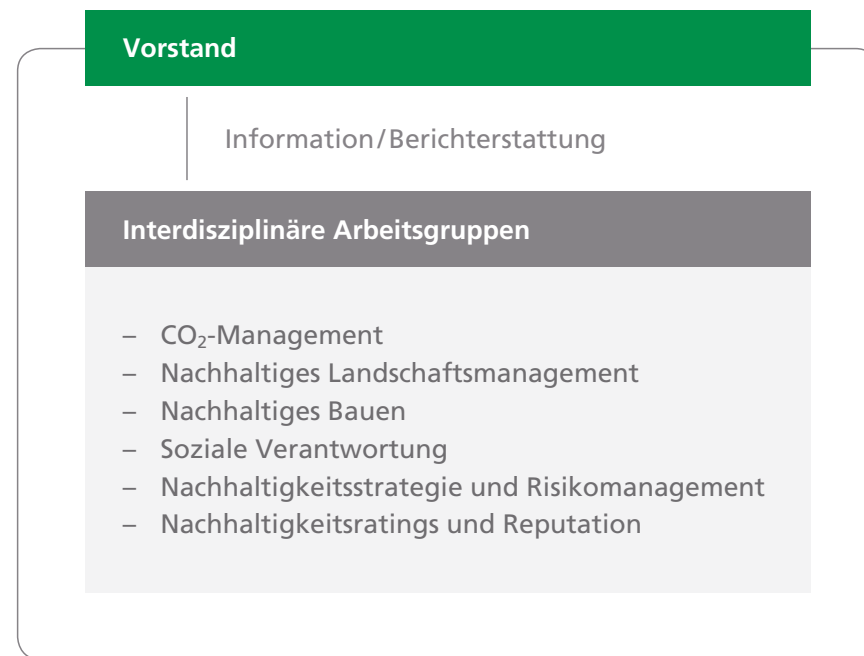 Vorstand
Information/Berichterstattung
Interdisziplinäre Arbeitsgruppen
– CO₂-Management
– Nachhaltiges Landschaftsmanagement
– Nachhaltiges Bauen
– Soziale Verantwortung
– Nachhaltigkeitsstrategie und Risikomanagement
– Nachhaltigkeitsratings und Reputation